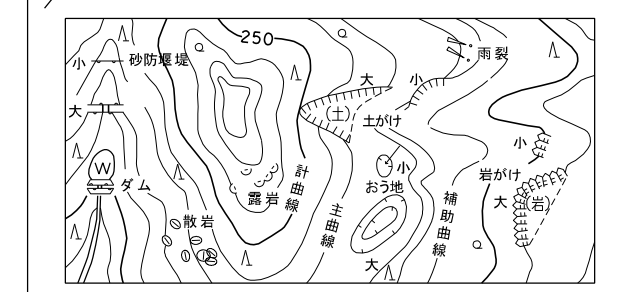 250
小
砂防堰堤
大
W
ダム
散岩
露岩
計曲線
主曲線
大
小
(土)
土がけ
雨裂
小
おう地
大
補助曲線
小
岩がけ
大
(岩)